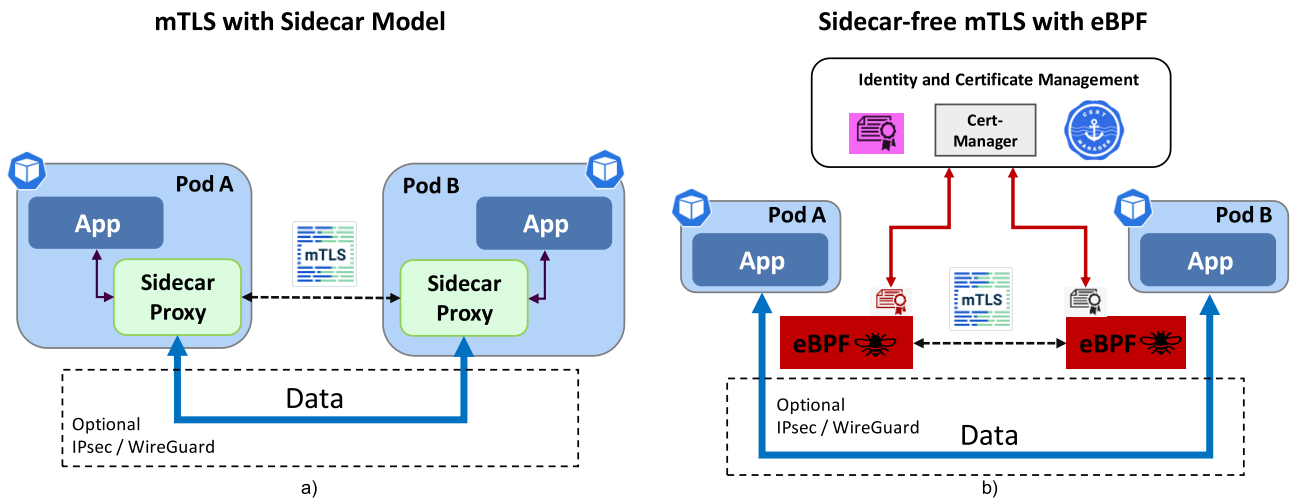 mTLS with Sidecar Model
Pod A
App
Sidecar
Proxy
mTLS
Pod B
App
Sidecar
Proxy
Data
Optional
IPsec / WireGuard
a)
Sidecar-free mTLS with eBPF
Identity and Certificate Management
Cert-
Manager
CERT
MANAGER
Pod A
App
Pod B
App
mTLS
eBPF
eBPF
Optional
IPsec / WireGuard
Data
b)